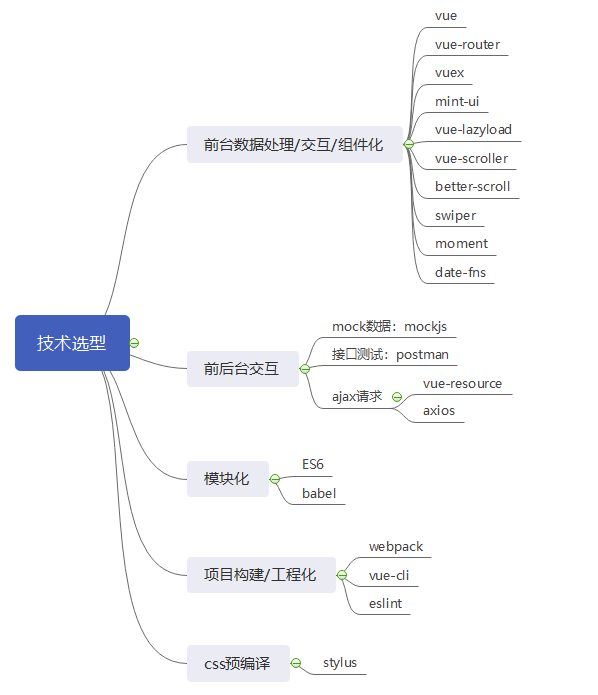 技术选型
前台数据处理/交互/组件化
vue
vue-router
vuex
mint-ui
vue-lazyload
vue-scroller
better-scroll
swiper
moment
date-fns
前后台交互
mock数据：mockjs
接口测试：postman
ajax请求
vue-resource
axios
模块化
ES6
babel
项目构建/工程化
webpack
vue-cli
eslint
css预编译
stylus